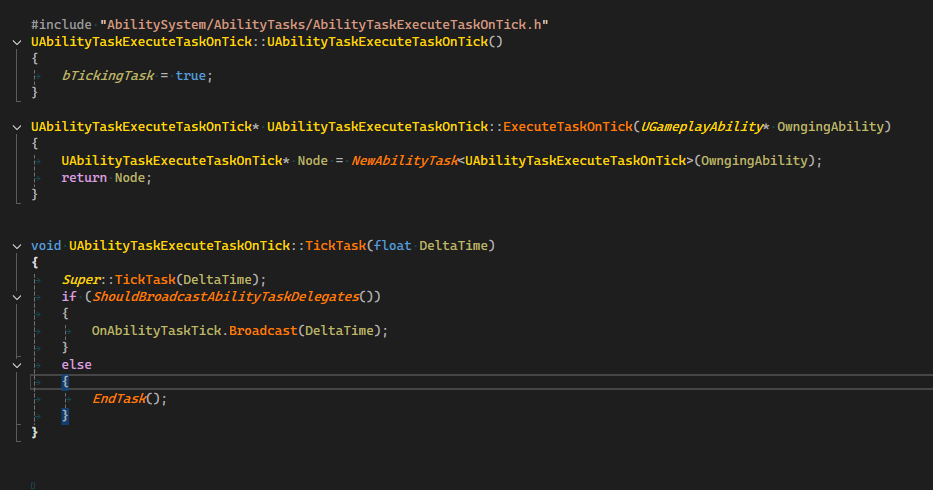 #include "AbilitySystem/AbilityTasks/AbilityTaskExecuteTaskOnTick.h"
UAbilityTaskExecuteTaskOnTick::UAbilityTaskExecuteTaskOnTick()
{
bTickingTask = true;
}
UAbilityTaskExecuteTaskOnTick* UAbilityTaskExecuteTaskOnTick::ExecuteTaskOnTick(UGameplayAbility* OwngingAbility)
{
UAbilityTaskExecuteTaskOnTick* Node = NewAbilityTask<UAbilityTaskExecuteTaskOnTick>(OwngingAbility);
return Node;
}
void UAbilityTaskExecuteTaskOnTick::TickTask(float DeltaTime)
{
Super::TickTask(DeltaTime);
if (ShouldBroadcastAbilityTaskDelegates())
{
OnAbilityTaskTick.Broadcast(DeltaTime);
}
else
{
EndTask();
}
}